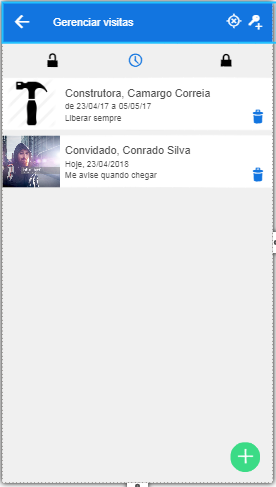 Gerenciar visitas
Construtora, Camargo Correia
de 23/04/17 a 05/05/17
Liberar sempre
Convidado, Conrado Silva
Hoje, 23/04/2018
Me avise quando chegar